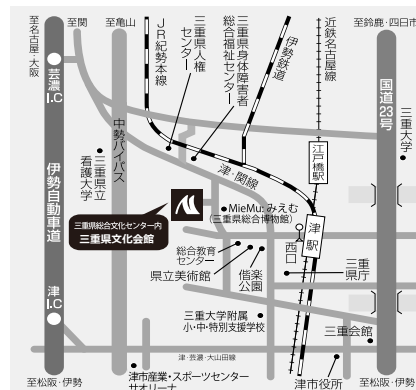 至関
至亀山
至鈴鹿・四日市
至名古屋・大阪
芸濃
I.C
伊勢自動車道
津
I.C
至松阪・伊勢
中勢バイパス
三重県立
看護大学
JR紀勢本線
三重県人権
センター
三重県身体障害者
総合福祉センター
伊勢鉄道
近鉄名古屋線
国道23号
三重大学
江戸橋駅
津・関線
三重県総合文化センター内
三重県文化会館
MieMu:みえむ
(三重県総合博物館)
津駅
西口
総合教育
センター
県立美術館
偕楽
公園
三重県庁
三重大学附属
小・中・特別支援学校
三重会館
津・芸濃・大山田線
津市産業・スポーツセンター
サオリーナ
津市役所
至松阪・伊勢